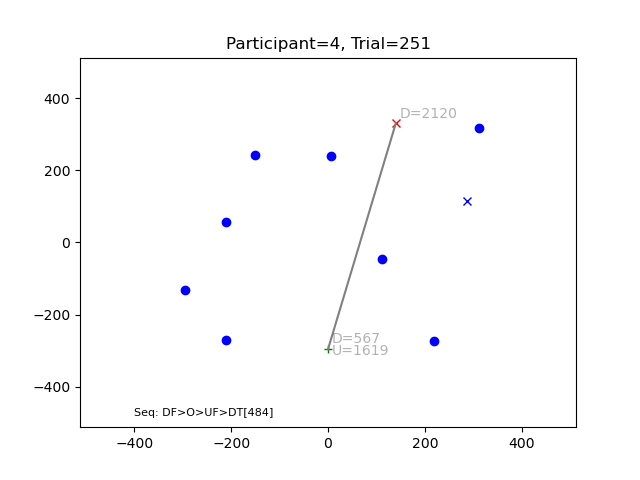 Participant=4, Trial=251
400
200
0
−200
−400
D=2120
D=567
U=1619
Seq: DF>O>UF>DT[484]
−400 −200 0 200 400